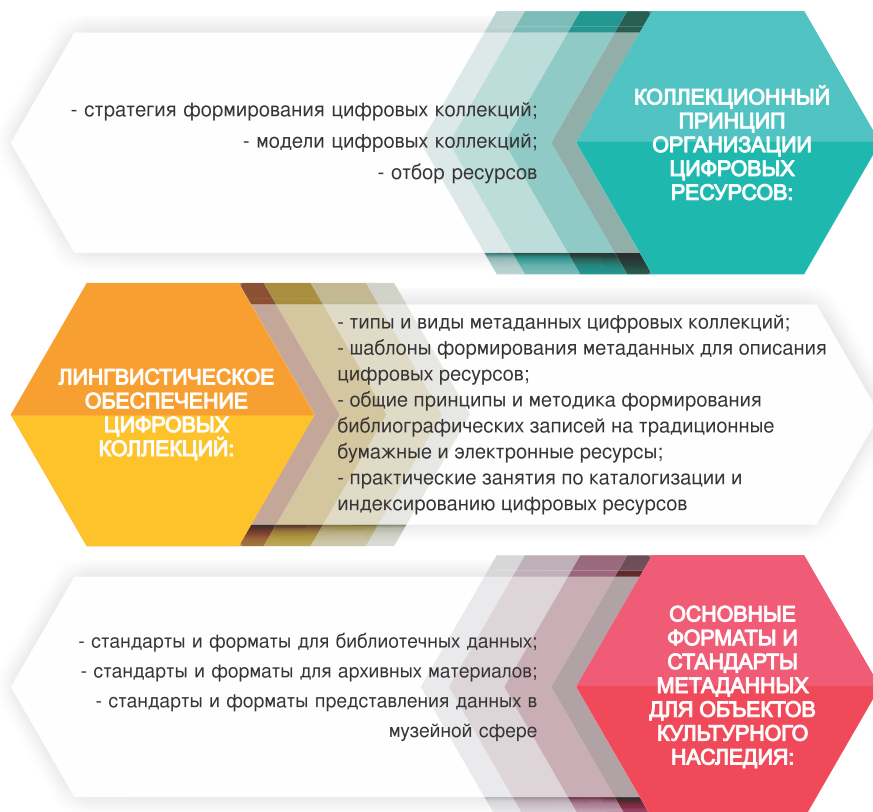 КОЛЛЕКЦИОННЫЙ
ПРИНЦИП
ОРГАНИЗАЦИИ
ЦИФРОВЫХ
РЕСУРСОВ:
- стратегия формирования цифровых коллекций;
- модели цифровых коллекций;
- отбор ресурсов
ЛИНГВИСТИЧЕСКОЕ
ОБЕСПЕЧЕНИЕ
ЦИФРОВЫХ
КОЛЛЕКЦИЙ:
- типы и виды метаданных цифровых коллекций;
- шаблоны формирования метаданных для описания
цифровых ресурсов;
- общие принципы и методика формирования
библиографических записей на традиционные
бумажные и электронные ресурсы;
- практические занятия по каталогизации и
индексированию цифровых ресурсов
ОСНОВНЫЕ
ФОРМАТЫ И
СТАНДАРТЫ
МЕТАДАННЫХ
ДЛЯ ОБЪЕКТОВ
КУЛЬТУРНОГО
НАСЛЕДИЯ:
- стандарты и форматы для библиотечных данных;
- стандарты и форматы для архивных материалов;
- стандарты и форматы представления данных в
музейной сфере